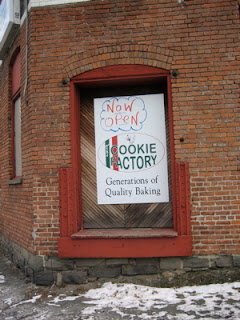 NOW
OPEN
COOKIE
FACTORY
Generations of
Quality Baking